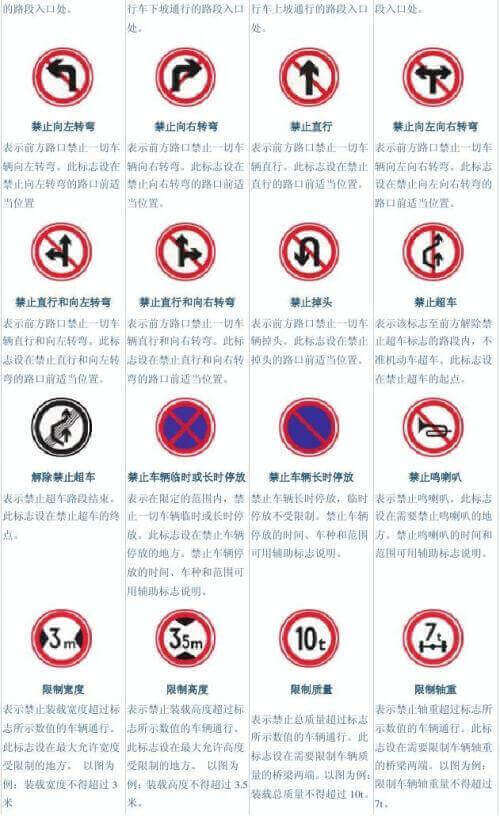 的路段入口处。
行车下坡通行的路段入口处。
行车上坡通行的路段入口处。
段入口处。
禁止向左转弯
表示前方路口禁止一切车
辆向左转弯。此标志设在
禁止向左转弯的路口前适
当位置
禁止向右转弯
表示前方路口禁止一切车
辆向右转弯。此标志设在
禁止向右转弯的路口前适
当位置。
禁止直行
表示前方路口禁止一切车
辆直行。此标志设在禁止
直行的路口前适当位置。
禁止向左向右转弯
表示前方路口禁止一切车
辆向左向右转弯。此标志
设在禁止向左向右转弯的
路口前适当位置。
禁止直行和向左转弯
表示前方路口禁止一切车
辆直行和向左转弯。此标
志设在禁止直行和向左转
弯的路口前适当位置。
禁止直行和向右转弯
表示前方路口禁止一切车
辆直行和向右转弯。此标
志设在禁止直行和向右转
弯的路口前适当位置。
禁止掉头
表示前方路口禁止一切车
辆掉头。此标志设在禁止
掉头的路口前适当位置。
禁止超车
表示该标志至前方解除禁
止超车标志的路段内，不
准机动车超车。此标志设
在禁止超车的起点。
解除禁止超车
表示禁止超车路段结束。
此标志设在禁止超车的终
点。
禁止车辆临时或长时停放
表示在限定的范围内，禁
止一切车辆临时或长时停
放。此标志设在禁止车辆
停放的地方。禁止车辆停
放的时间、车种和范围可
用辅助标志说明。
禁止车辆长时停放
禁止车辆长时停放，临时
停放不受限制。禁止车辆
停放的时间、车种和范围
可用辅助标志说明。
禁止鸣喇叭
表示禁止鸣喇叭。此标志
设在需要禁止鸣喇叭的地
方。禁止鸣喇叭的时间和
范围可用辅助标志说明。
3m
限制宽度
表示禁止装载宽度超过标
志所示数值的车辆通行。
此标志设在最大允许宽度
受限制的地方。 以图为
例：装载宽度不得超过 3
米
3.5m
限制高度
表示禁止装载高度超过标
志所示数值的车辆通行。
此标志设在最大允许高度
受限制的地方。 以图为
例：装载高度不得超过 3.5
米。
10t
限制质量
表示禁止总质量超过标志
所示数值的车辆通行。此
标志设在需要限制车辆质
量的桥梁两端。以图为例：
装载总质量不得超过 10t。
7t
限制轴重
表示禁止轴重超过标志所
示数值的车辆通行。此标
志设在需要限制车辆轴重
的桥梁两端。以图为例：
限制车辆轴重不得超过
7t。